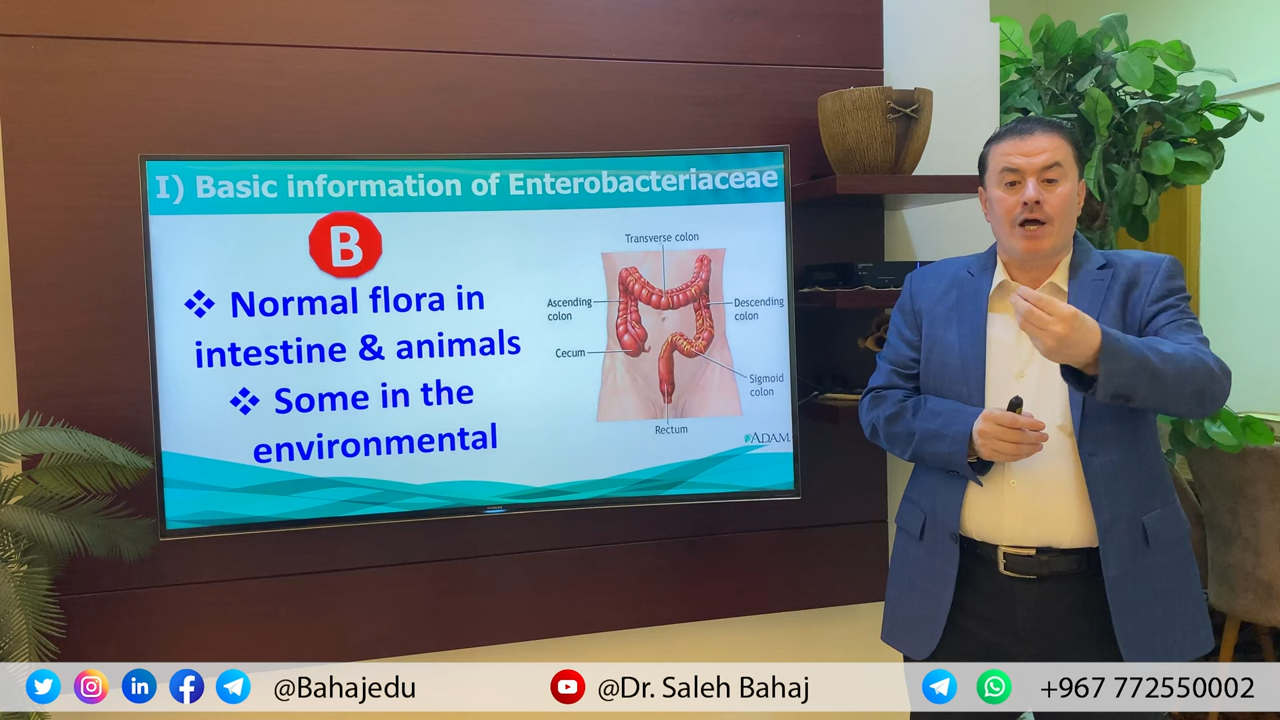 I) Basic information of Enterobacteriaceae
B
❖ Normal flora in
intestine & animals
❖ Some in the
environmental
Transverse colon
Ascending
colon
Descending
colon
Cecum
Sigmoid
colon
Rectum
ADAM.
@Bahajedu
@Dr. Saleh Bahaj
+967 772550002